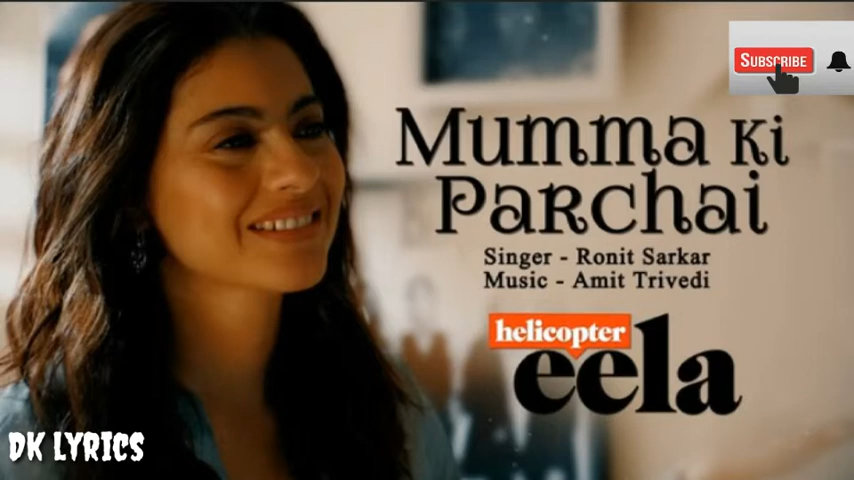 SUBSCRIBE
Mumma Ki
Parchai
Singer - Ronit Sarkar
Music - Amit Trivedi
helicopter
eela
DK LYRICS